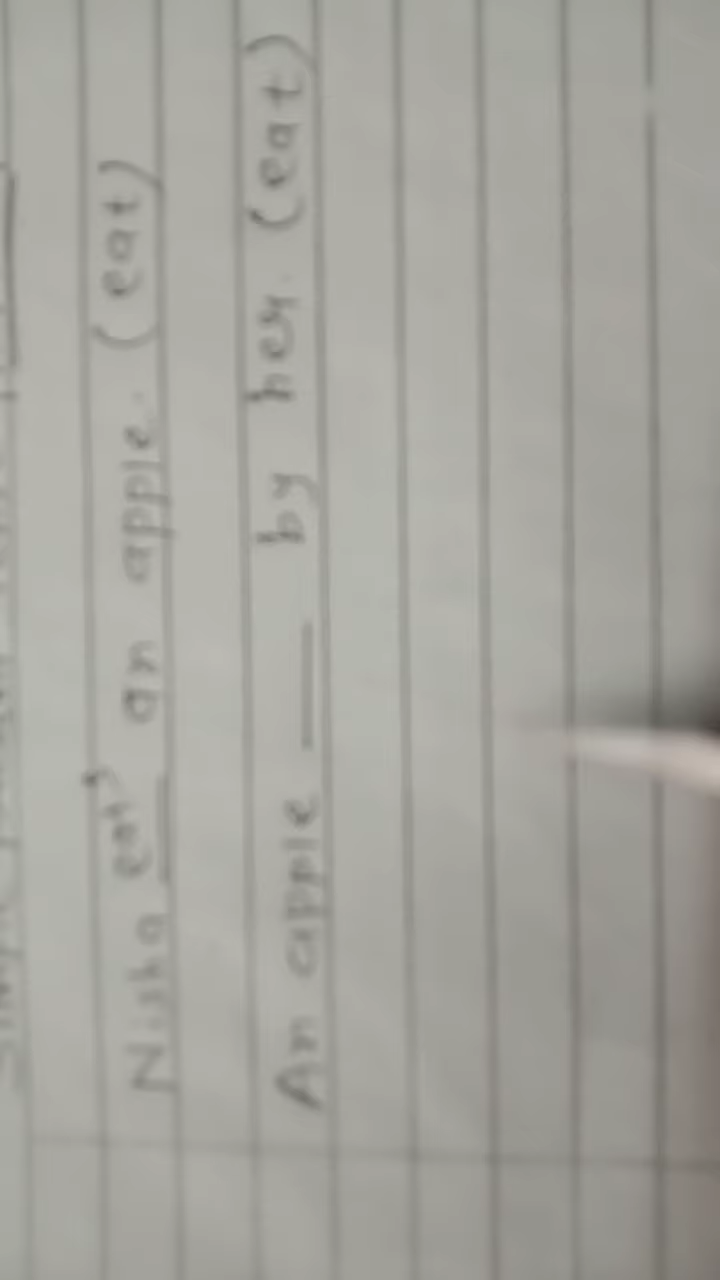 Nisha eats an apple. (eat)
An apple ___ by her. (eat)